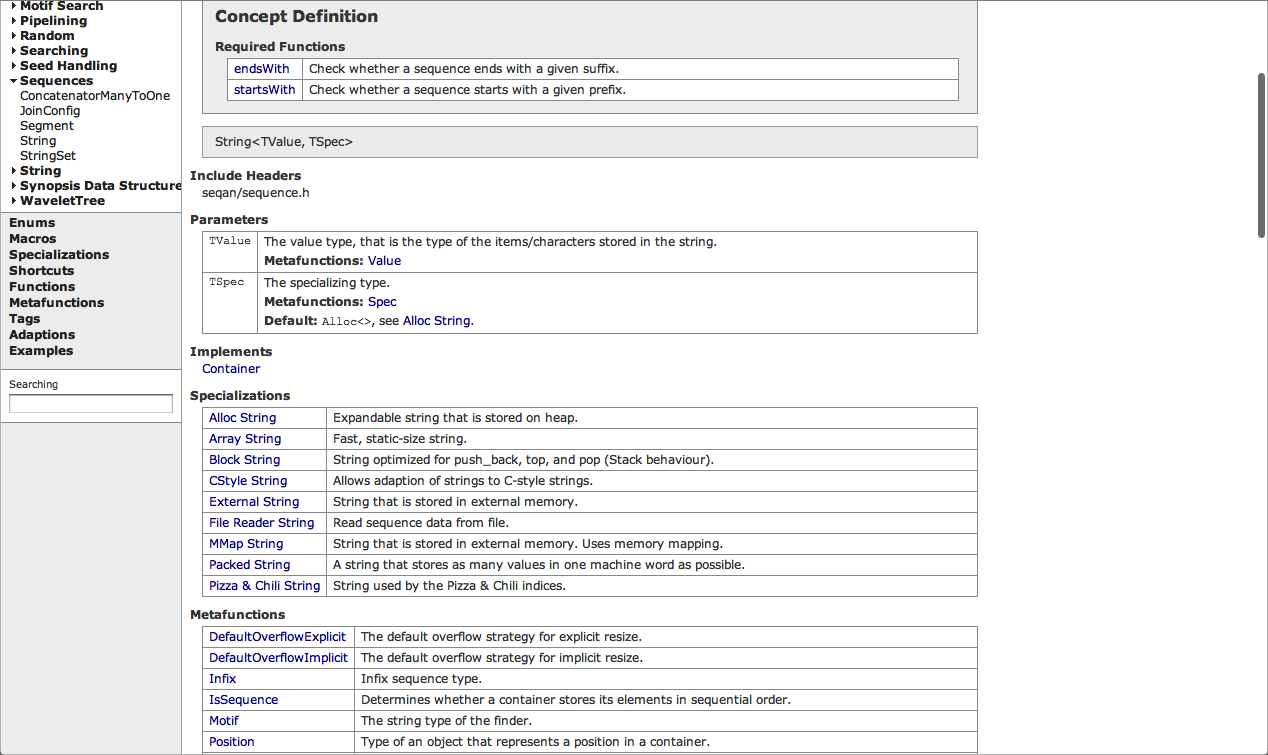 Motif Search
Pipelining
Random
Searching
Seed Handling
Sequences
ConcatenatorManyToOne
JoinConfig
Segment
String
StringSet
String
Synopsis Data Structure
WaveletTree
Enums
Macros
Specializations
Shortcuts
Functions
Metafunctions
Tags
Adaptions
Examples
Searching
Concept Definition
Required Functions
endsWith Check whether a sequence ends with a given suffix.
startsWith Check whether a sequence starts with a given prefix.
String<TValue, TSpec>
Include Headers
seqan/sequence.h
Parameters
TValue The value type, that is the type of the items/characters stored in the string.
Metafunctions: Value
TSpec The specializing type.
Metafunctions: Spec
Default: Alloc<>, see Alloc String.
Implements
Container
Specializations
Alloc String Expandable string that is stored on heap.
Array String Fast, static-size string.
Block String String optimized for push_back, top, and pop (Stack behaviour).
CStyle String Allows adaption of strings to C-style strings.
External String String that is stored in external memory.
File Reader String Read sequence data from file.
MMap String String that is stored in external memory. Uses memory mapping.
Packed String A string that stores as many values in one machine word as possible.
Pizza & Chili String String used by the Pizza & Chili indices.
Metafunctions
DefaultOverflowExplicit The default overflow strategy for explicit resize.
DefaultOverflowImplicit The default overflow strategy for implicit resize.
Infix Infix sequence type.
IsSequence Determines whether a container stores its elements in sequential order.
Motif The string type of the finder.
Position Type of an object that represents a position in a container.